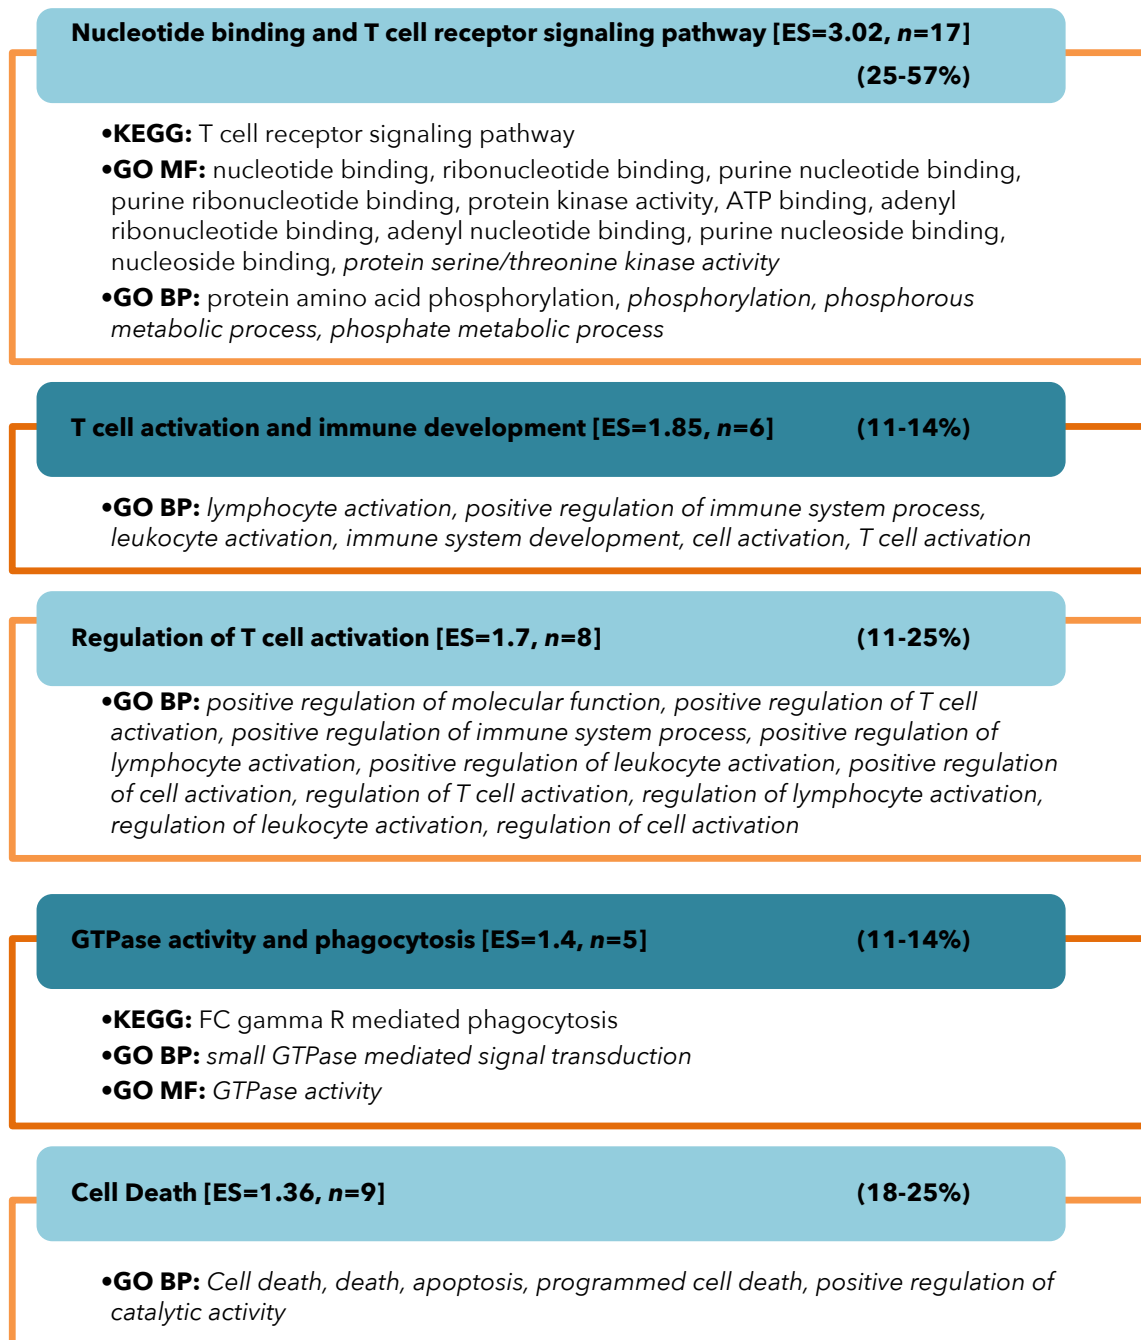 Nucleotide binding and T cell receptor signaling pathway [ES=3.02, n=17]
(25-57%)
•KEGG: T cell receptor signaling pathway
•GO MF: nucleotide binding, ribonucleotide binding, purine nucleotide binding,
purine ribonucleotide binding, protein kinase activity, ATP binding, adenyl
ribonucleotide binding, adenyl nucleotide binding, purine nucleoside binding,
nucleoside binding, protein serine/threonine kinase activity
•GO BP: protein amino acid phosphorylation, phosphorylation, phosphorous
metabolic process, phosphate metabolic process
T cell activation and immune development [ES=1.85, n=6] (11-14%)
•GO BP: lymphocyte activation, positive regulation of immune system process,
leukocyte activation, immune system development, cell activation, T cell activation
Regulation of T cell activation [ES=1.7, n=8] (11-25%)
•GO BP: positive regulation of molecular function, positive regulation of T cell
activation, positive regulation of immune system process, positive regulation of
lymphocyte activation, positive regulation of leukocyte activation, positive regulation
of cell activation, regulation of T cell activation, regulation of lymphocyte activation,
regulation of leukocyte activation, regulation of cell activation
GTPase activity and phagocytosis [ES=1.4, n=5] (11-14%)
•KEGG: FC gamma R mediated phagocytosis
•GO BP: small GTPase mediated signal transduction
•GO MF: GTPase activity
Cell Death [ES=1.36, n=9] (18-25%)
•GO BP: Cell death, death, apoptosis, programmed cell death, positive regulation of
catalytic activity